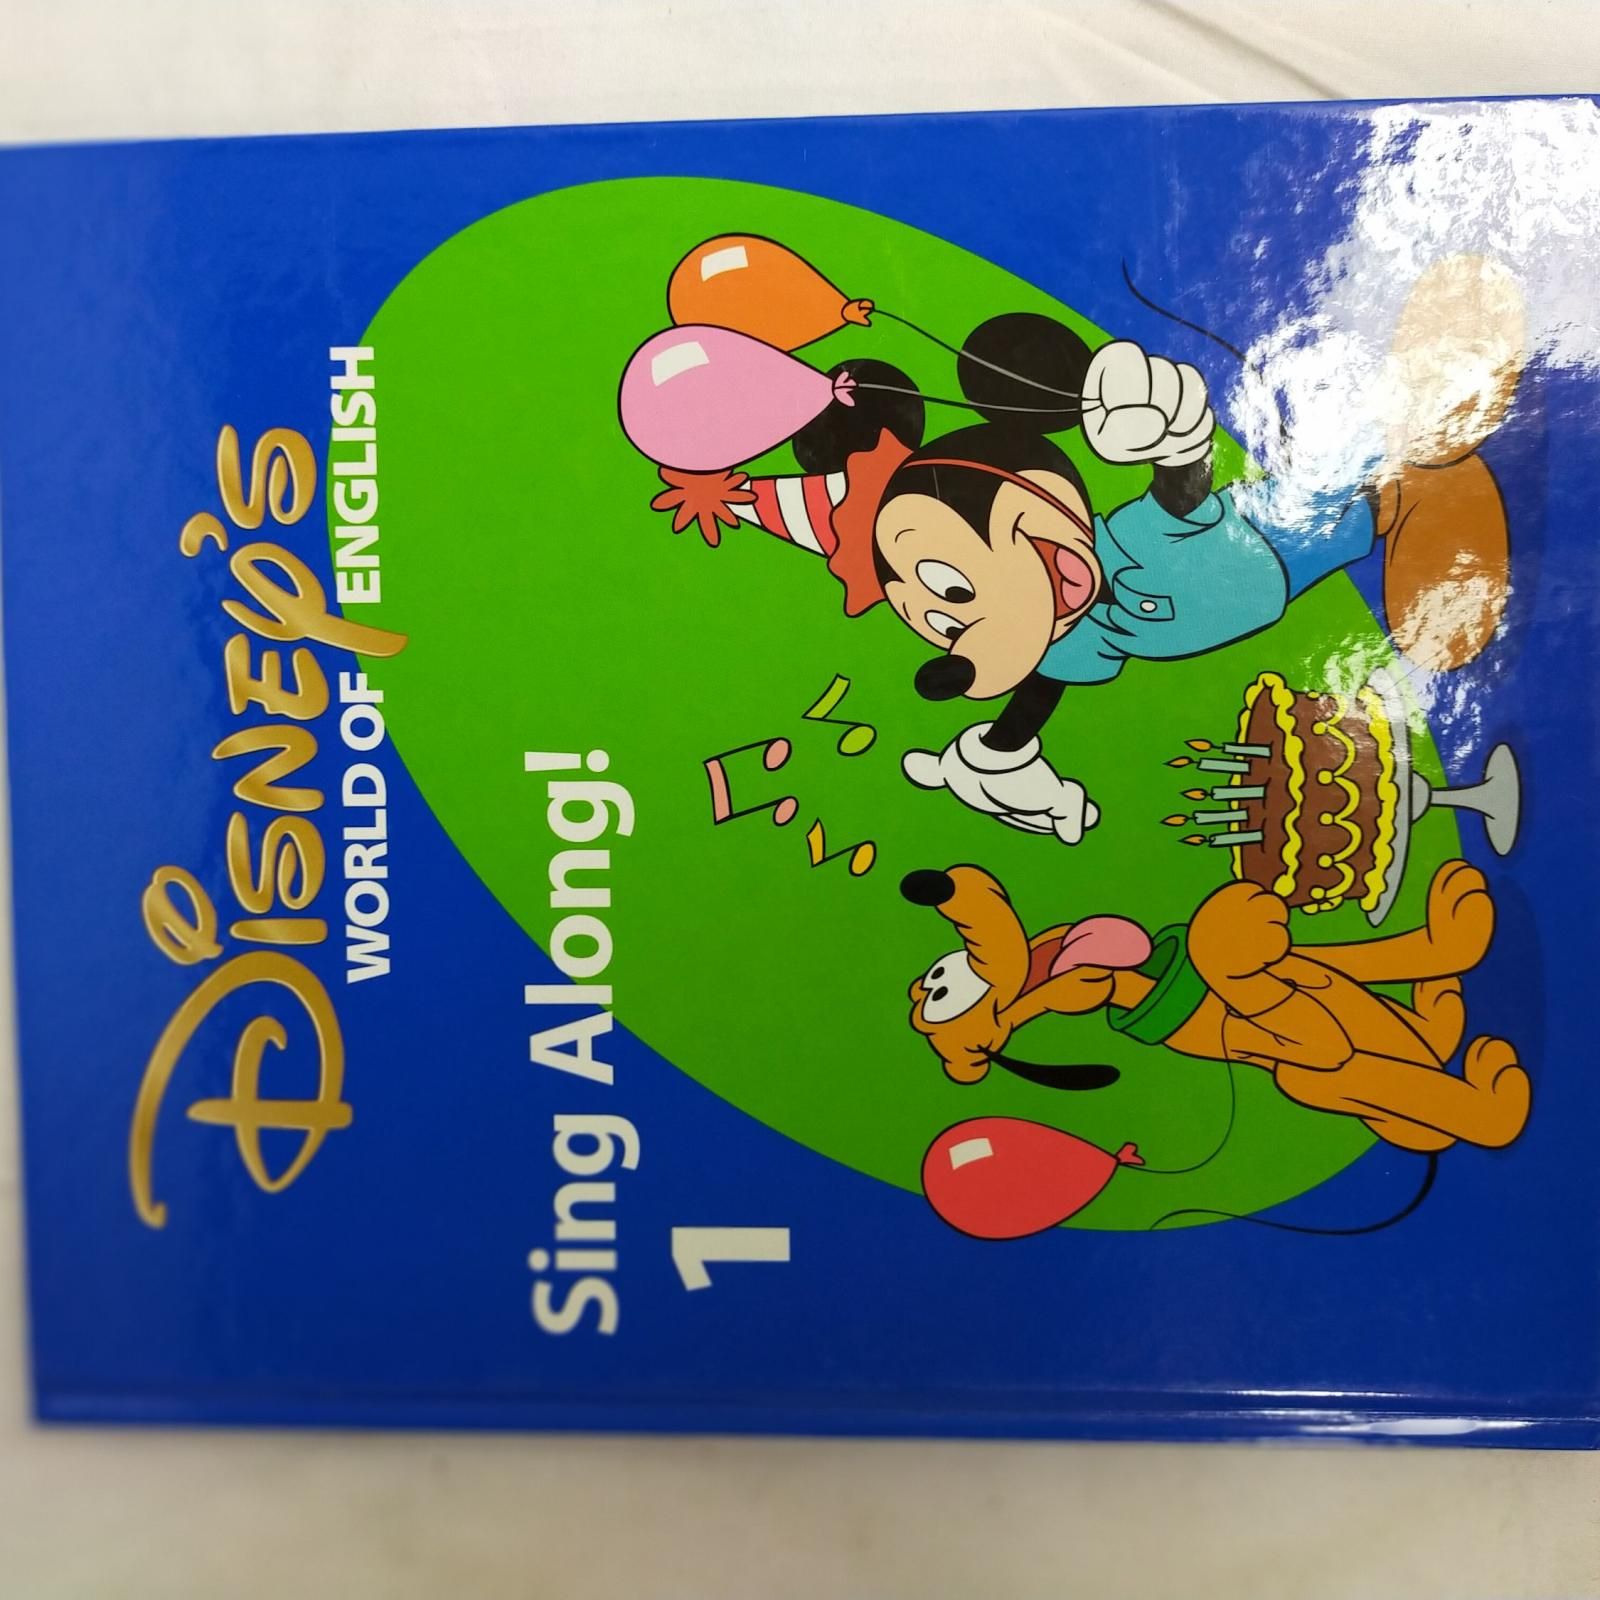 Disney's
WORLD OF ENGLISH
Sing Along!
1